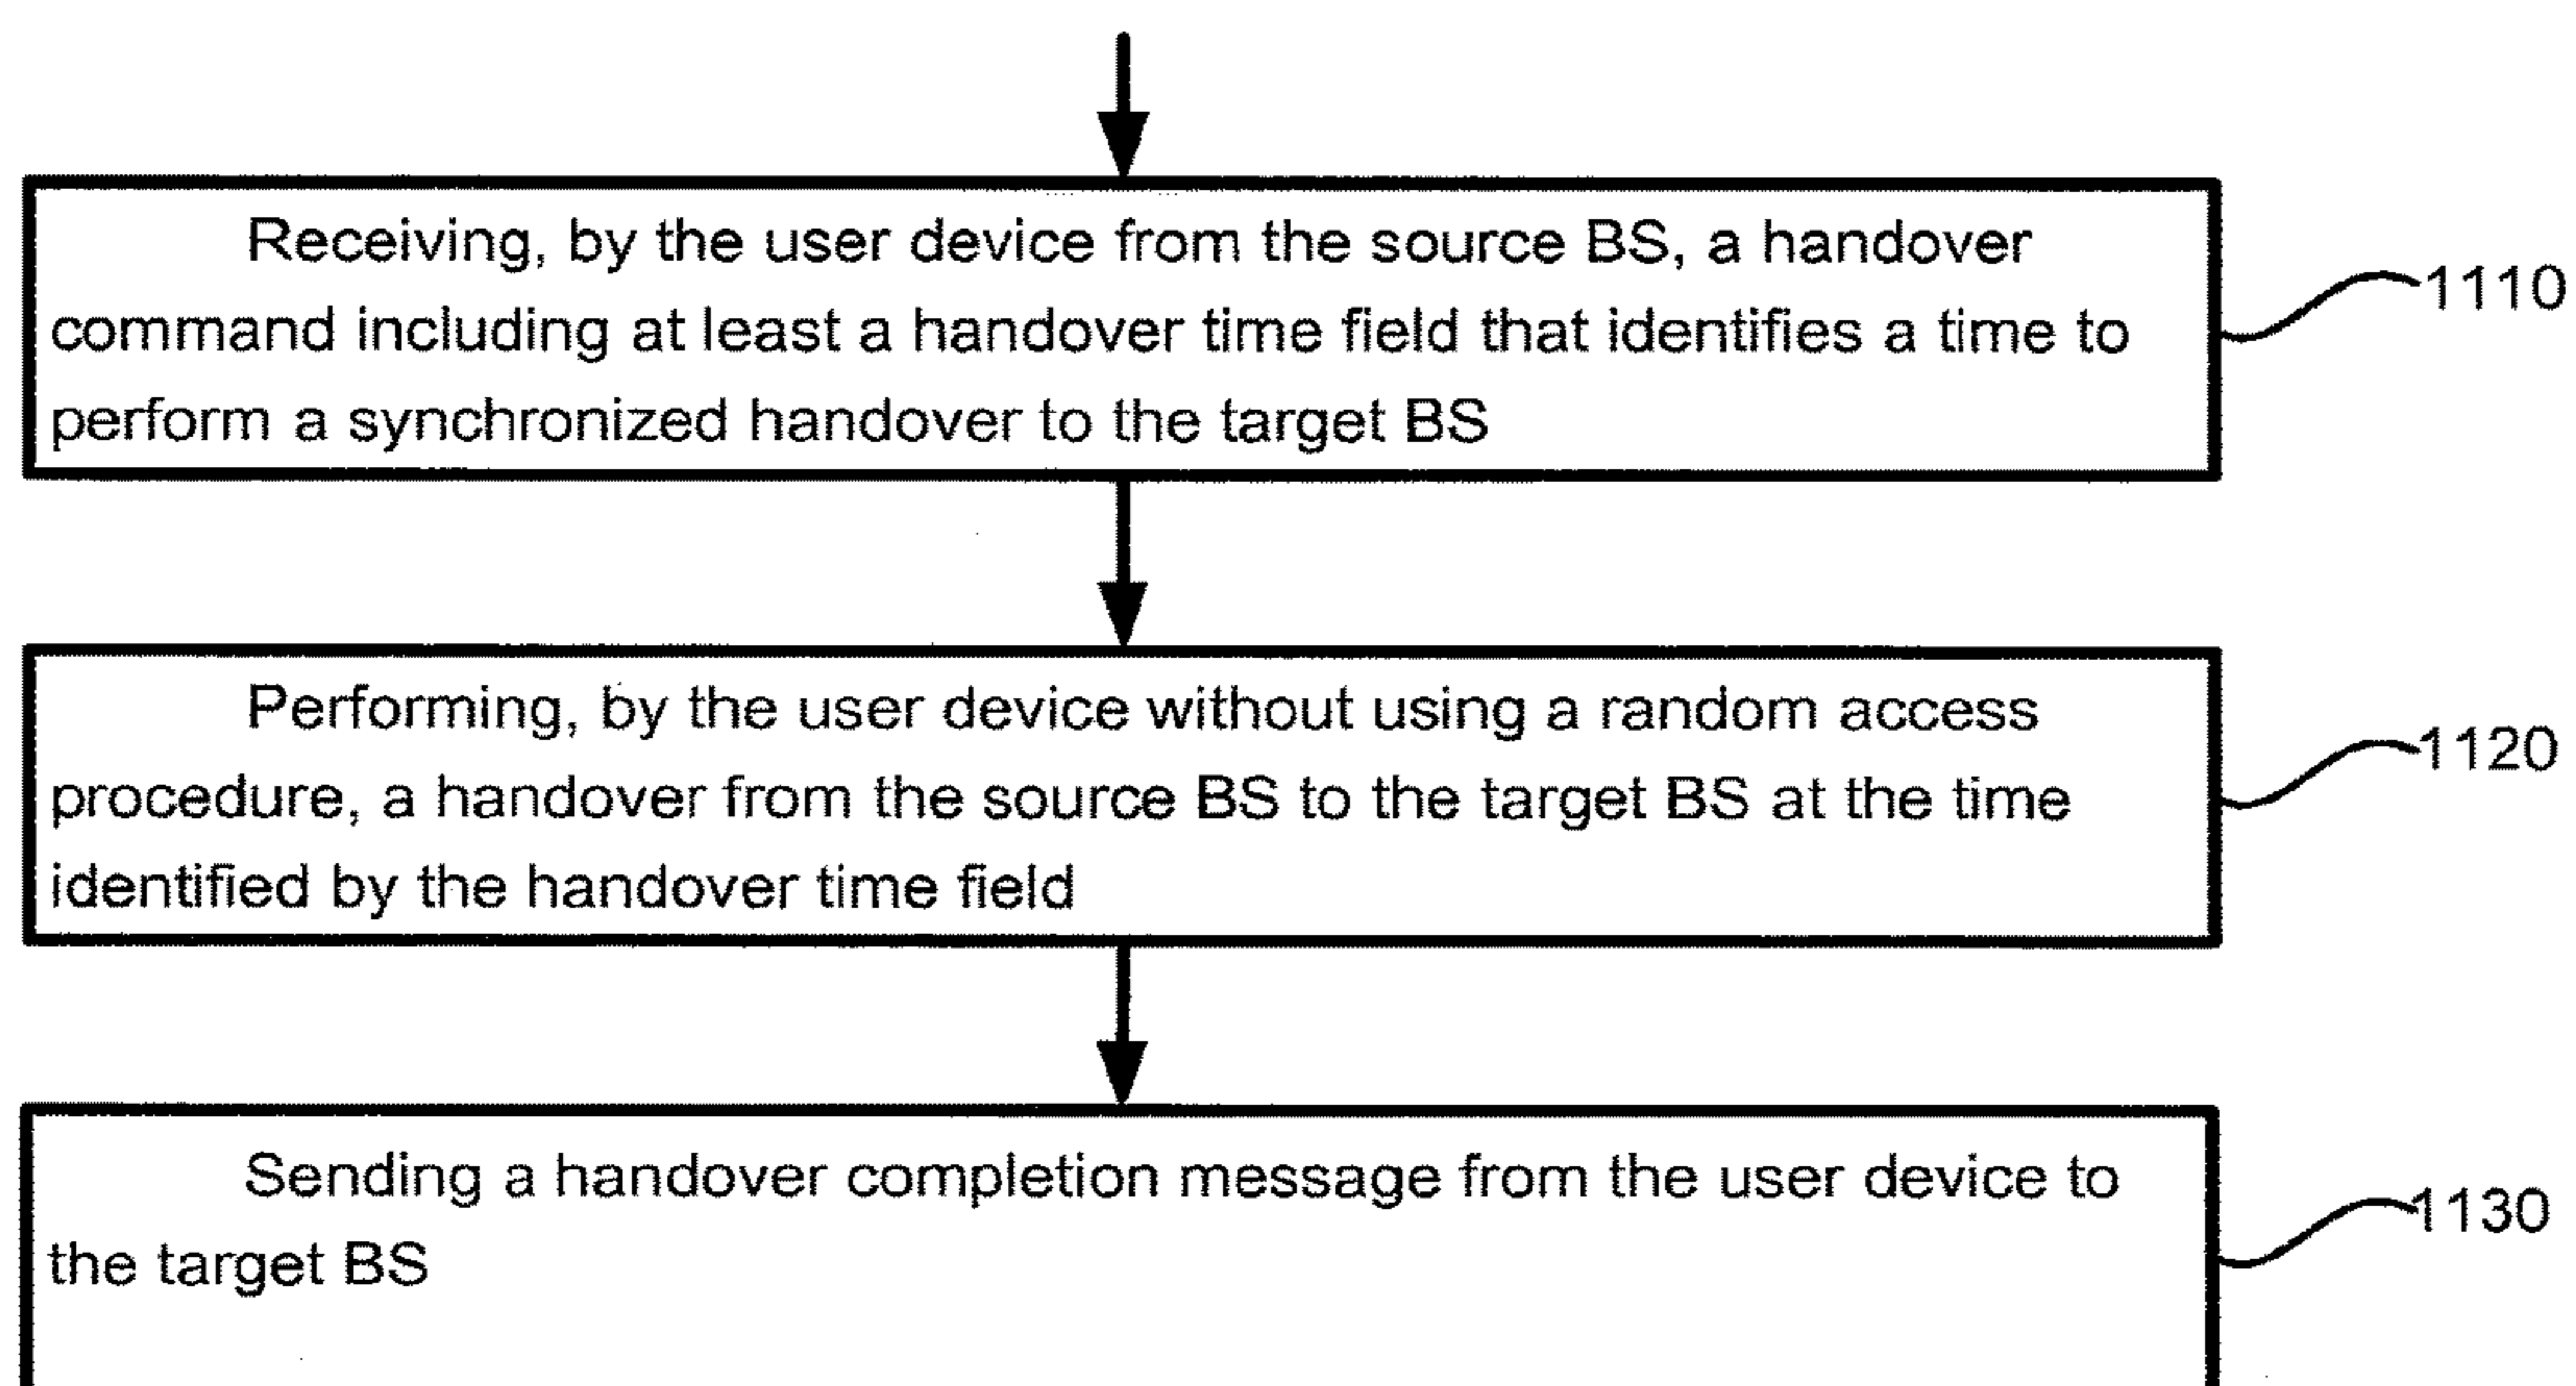 Receiving, by the user device from the source BS, a handover
command including at least a handover time field that identifies a time to
perform a synchronized handover to the target BS
1110
Performing, by the user device without using a random access
procedure, a handover from the source BS to the target BS at the time
identified by the handover time field
1120
Sending a handover completion message from the user device to
the target BS
1130